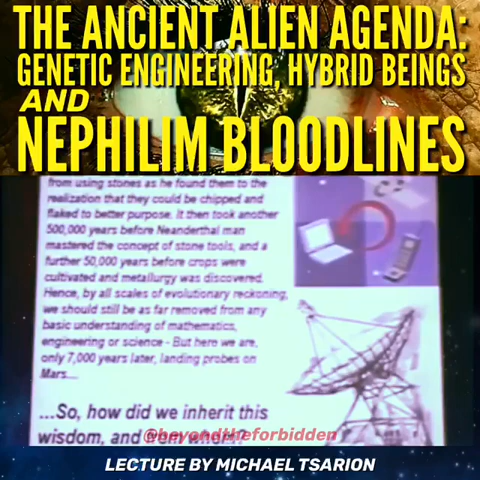 THE ANCIENT ALIEN AGENDA:
GENETIC ENGINEERING, HYBRID BEINGS
AND
NEPHILIM BLOODLINES
from using stones as he found them to the
realization that they could be chipped and
flaked to better purpose. It then took another
500,000 years before Neanderthal man
mastered the concept of stone tools, and a
further 50,000 years before crops were
cultivated and metallurgy was discovered.
Hence, by all scales of evolutionary reckoning,
we should still be as far removed from any
basic understanding of mathematics,
engineering or science - But here we are,
only 7,000 years later, landing probes on
Mars....
...So, how did we inherit this
wisdom, and from whom?
@beyondtheforbidden
LECTURE BY MICHAEL TSARION